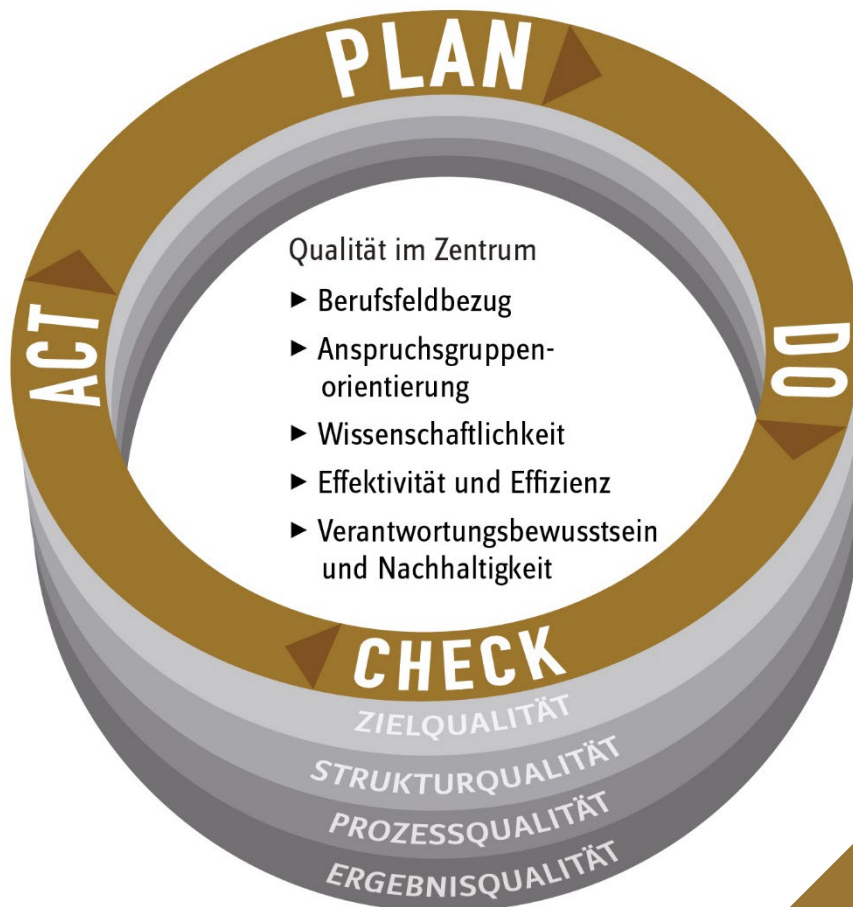 PLAN
Qualität im Zentrum
► Berufsfeldbezug
► Anspruchsgruppen-
orientierung
► Wissenschaftlichkeit
► Effektivität und Effizienz
► Verantwortungsbewusstsein
und Nachhaltigkeit
ACT
DO
CHECK
ZIELQUALITÄT
STRUKTURQUALITÄT
PROZESSQUALITÄT
ERGEBNISQUALITÄT